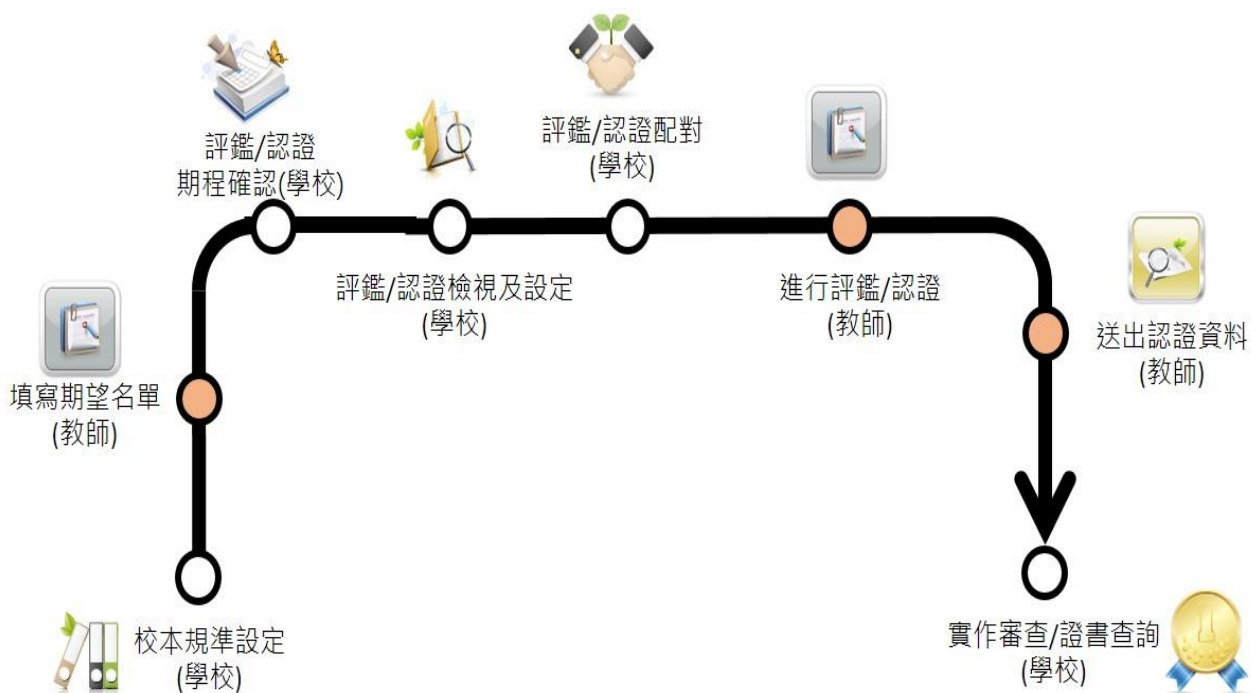 評鑑/認證
期程確認(學校)
評鑑/認證配對
(學校)
評鑑/認證檢視及設定
(學校)
進行評鑑/認證
(教師)
送出認證資料
(教師)
填寫期望名單
(教師)
校本規準設定
(學校)
實作審查/證書查詢
(學校)